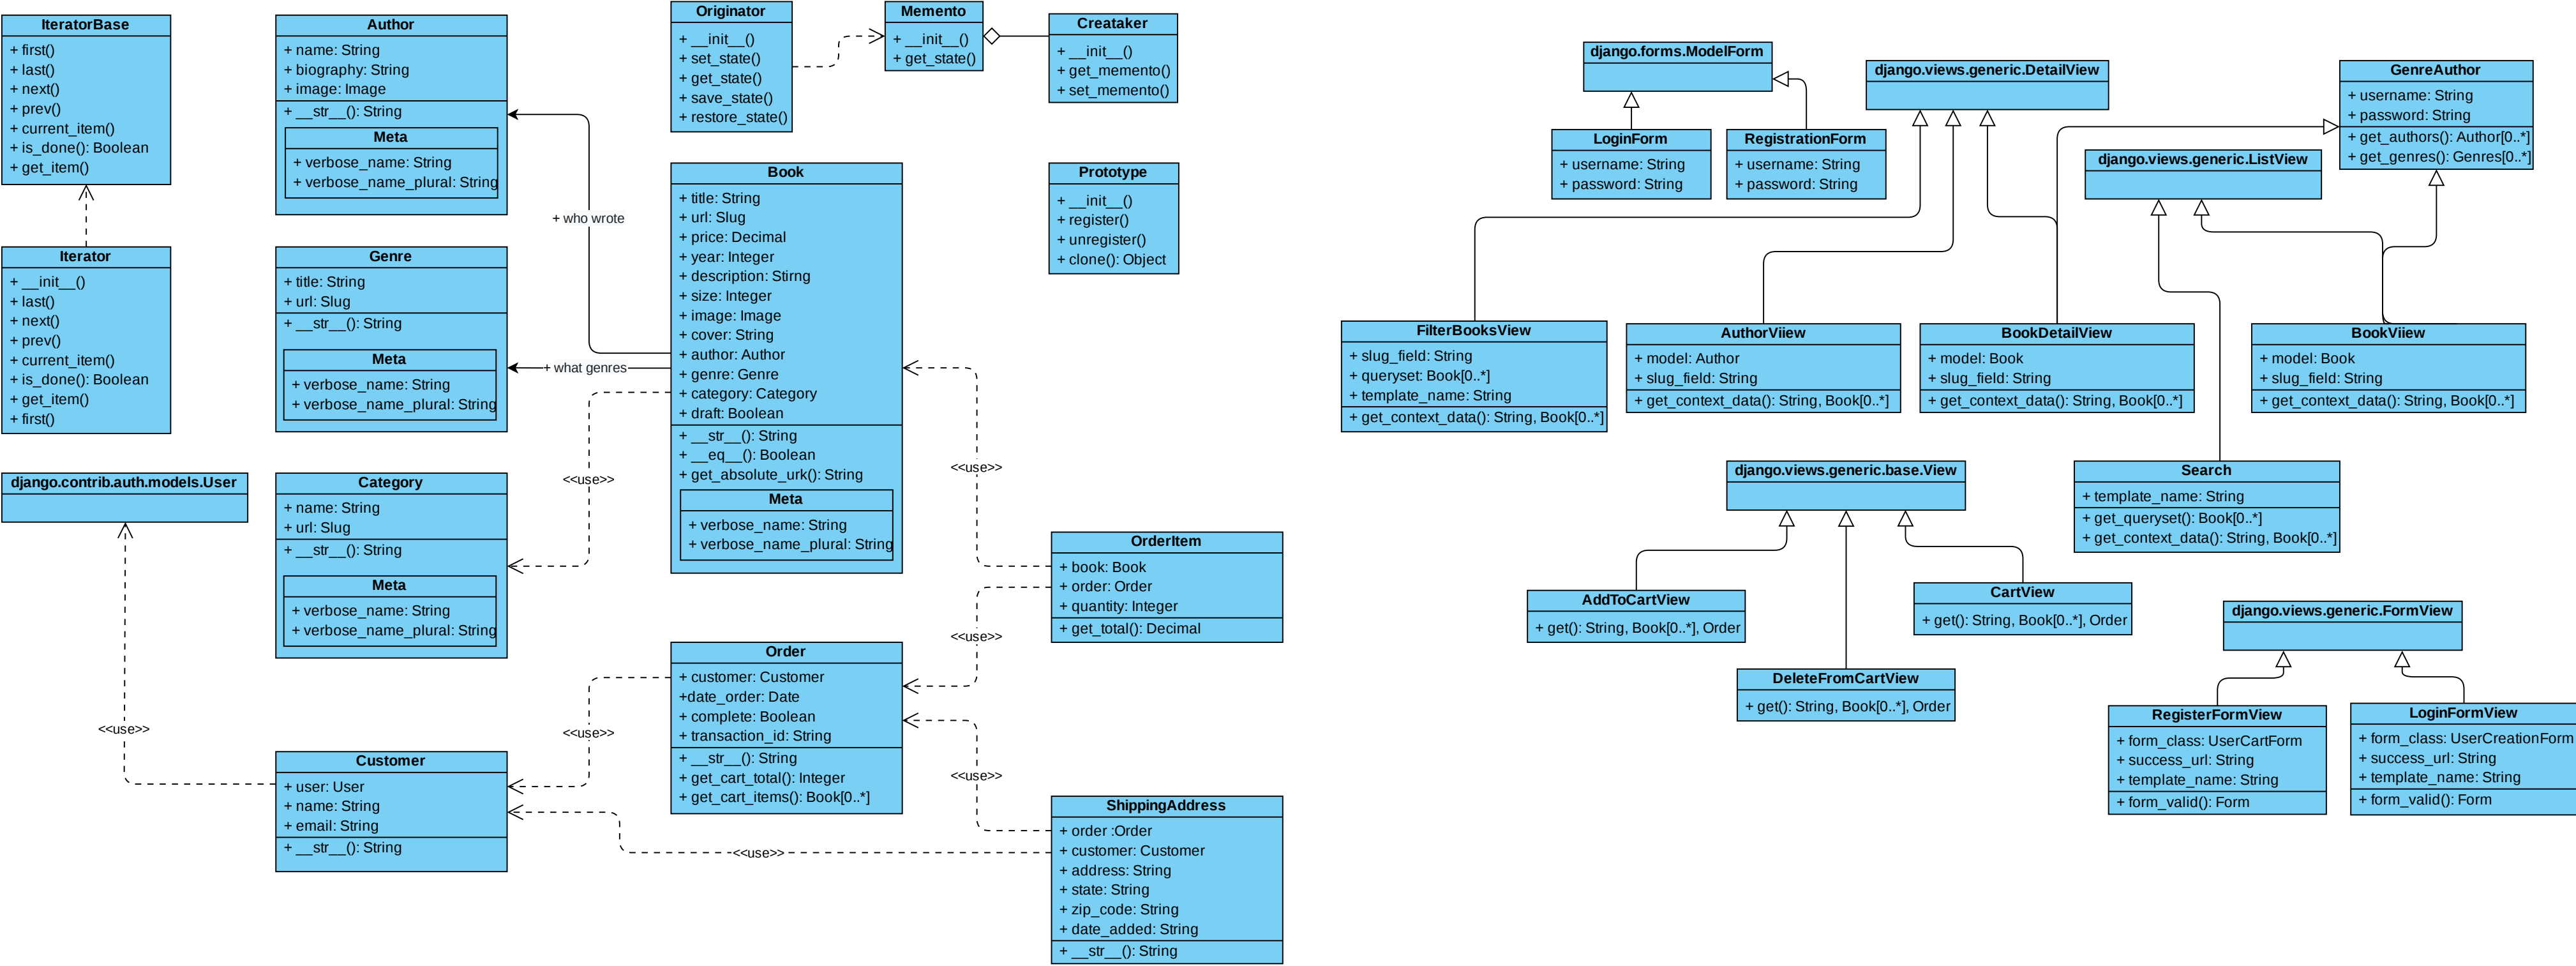 IteratorBase
+ first()
+ last()
+ next()
+ prev()
+ current_item()
+ is_done(): Boolean
+ get_item()
Iterator
+ __init__()
+ last()
+ next()
+ prev()
+ current_item()
+ is_done(): Boolean
+ get_item()
+ first()
django.contrib.auth.models.User
<<use>>
Author
+ name: String
+ biography: String
+ image: Image
+ __str__(): String
Meta
+ verbose_name: String
+ verbose_name_plural: String
Genre
+ title: String
+ url: Slug
+ __str__(): String
Meta
+ verbose_name: String
+ verbose_name_plural: String
Category
+ name: String
+ url: Slug
+ __str__(): String
Meta
+ verbose_name: String
+ verbose_name_plural: String
Customer
+ user: User
+ name: String
+ email: String
+ __str__(): String
+ who wrote
+ what genres
<<use>>
<<use>>
<<use>>
Originator
+ __init__()
+ set_state()
+ get_state()
+ save_state()
+ restore_state()
Memento
+ __init__()
+ get_state()
Creataker
+ __init__()
+ get_memento()
+ set_memento()
Book
+ title: String
+ url: Slug
+ price: Decimal
+ year: Integer
+ description: Stirng
+ size: Integer
+ image: Image
+ cover: String
+ author: Author
+ genre: Genre
+ category: Category
+ draft: Boolean
+ __str__(): String
+ __eq__(): Boolean
+ get_absolute_urk(): String
Meta
+ verbose_name: String
+ verbose_name_plural: String
Prototype
+ __init__()
+ register()
+ unregister()
+ clone(): Object
<<use>>
<<use>>
<<use>>
Order
+ customer: Customer
+date_order: Date
+ complete: Boolean
+ transaction_id: String
+ __str__(): String
+ get_cart_total(): Integer
+ get_cart_items(): Book[0..*]
OrderItem
+ book: Book
+ order: Order
+ quantity: Integer
+ get_total(): Decimal
ShippingAddress
+ order :Order
+ customer: Customer
+ address: String
+ state: String
+ zip_code: String
+ date_added: String
+ __str__(): String
django.forms.ModelForm
LoginForm
+ username: String
+ password: String
RegistrationForm
+ username: String
+ password: String
django.views.generic.DetailView
django.views.generic.ListView
GenreAuthor
+ username: String
+ password: String
+ get_authors(): Author[0..*]
+ get_genres(): Genres[0..*]
FilterBooksView
+ slug_field: String
+ queryset: Book[0..*]
+ template_name: String
+ get_context_data(): String, Book[0..*]
AuthorViiew
+ model: Author
+ slug_field: String
+ get_context_data(): String, Book[0..*]
BookDetailView
+ model: Book
+ slug_field: String
+ get_context_data(): String, Book[0..*]
BookViiew
+ model: Book
+ slug_field: String
+ get_context_data(): String, Book[0..*]
django.views.generic.base.View
Search
+ template_name: String
+ get_queryset(): Book[0..*]
+ get_context_data(): String, Book[0..*]
AddToCartView
+ get(): String, Book[0..*], Order
CartView
+ get(): String, Book[0..*], Order
DeleteFromCartView
+ get(): String, Book[0..*], Order
django.views.generic.FormView
RegisterFormView
+ form_class: UserCartForm
+ success_url: String
+ template_name: String
+ form_valid(): Form
LoginFormView
+ form_class: UserCreationForm
+ success_url: String
+ template_name: String
+ form_valid(): Form